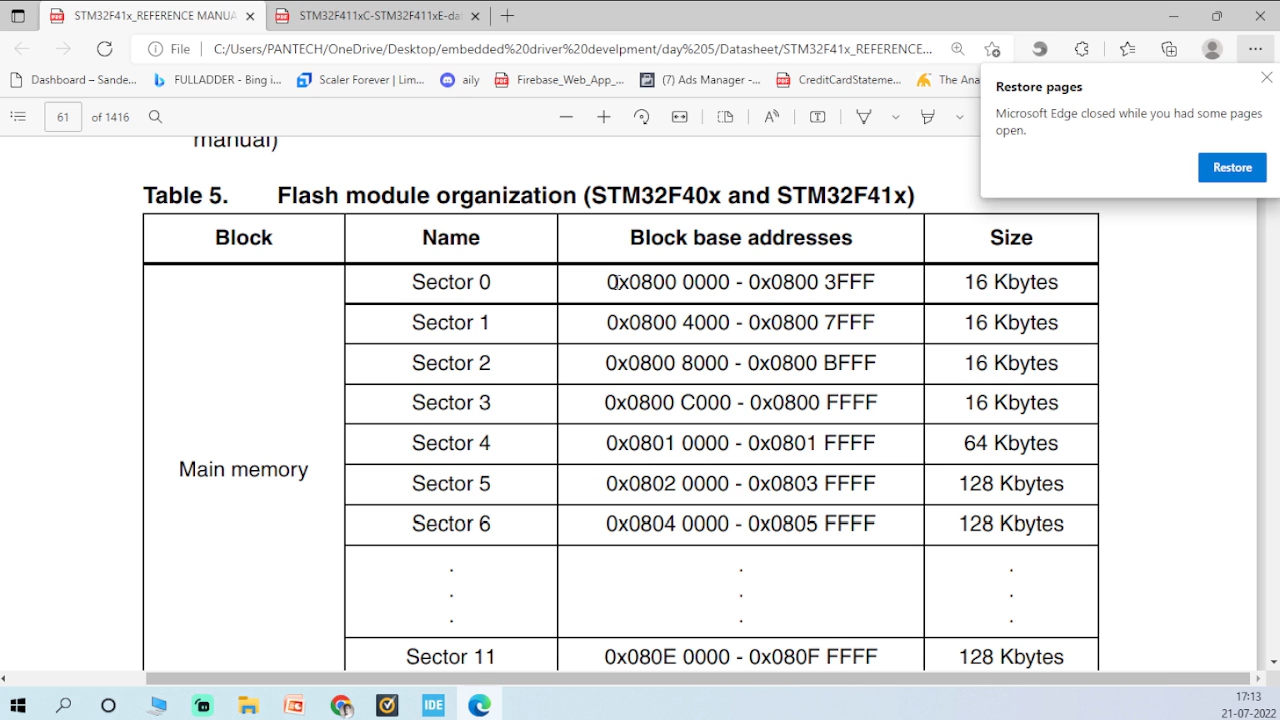 STM32F41x_REFERENCE MANUA
STM32F411xC-STM32F411xE-da
File
C:/Users/PANTECH/OneDrive/Desktop/embedded%20driver%20develpment/day%205/Datasheet/STM32F41x_REFERENCE...
Dashboard – Sande...
FULLADDER - Bing i...
Scaler Forever | Lim...
aily
Firebase_Web_App_...
(7) Ads Manager -...
CreditCardStateme...
The Ana
61 of 1416
Restore pages
Microsoft Edge closed while you had some pages
open.
Restore
manual)
Table 5. Flash module organization (STM32F40x and STM32F41x)
Block Name Block base addresses Size
Sector 0 0x0800 0000 - 0x0800 3FFF 16 Kbytes
Sector 1 0x0800 4000 - 0x0800 7FFF 16 Kbytes
Sector 2 0x0800 8000 - 0x0800 BFFF 16 Kbytes
Sector 3 0x0800 C000 - 0x0800 FFFF 16 Kbytes
Sector 4 0x0801 0000 - 0x0801 FFFF 64 Kbytes
Main memory
Sector 5 0x0802 0000 - 0x0803 FFFF 128 Kbytes
Sector 6 0x0804 0000 - 0x0805 FFFF 128 Kbytes
. . .
. . .
. . .
Sector 11 0x080E 0000 - 0x080F FFFF 128 Kbytes
IDE
17:13
21-07-2022